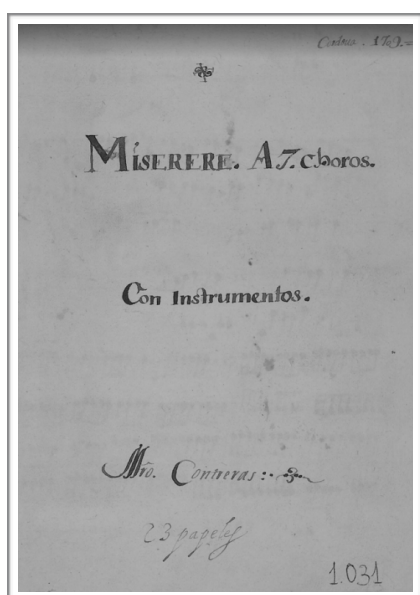 MISERERE. A 7. choros.
Con Instrumentos.
Mro. Contreras:
23 papeles
1.031